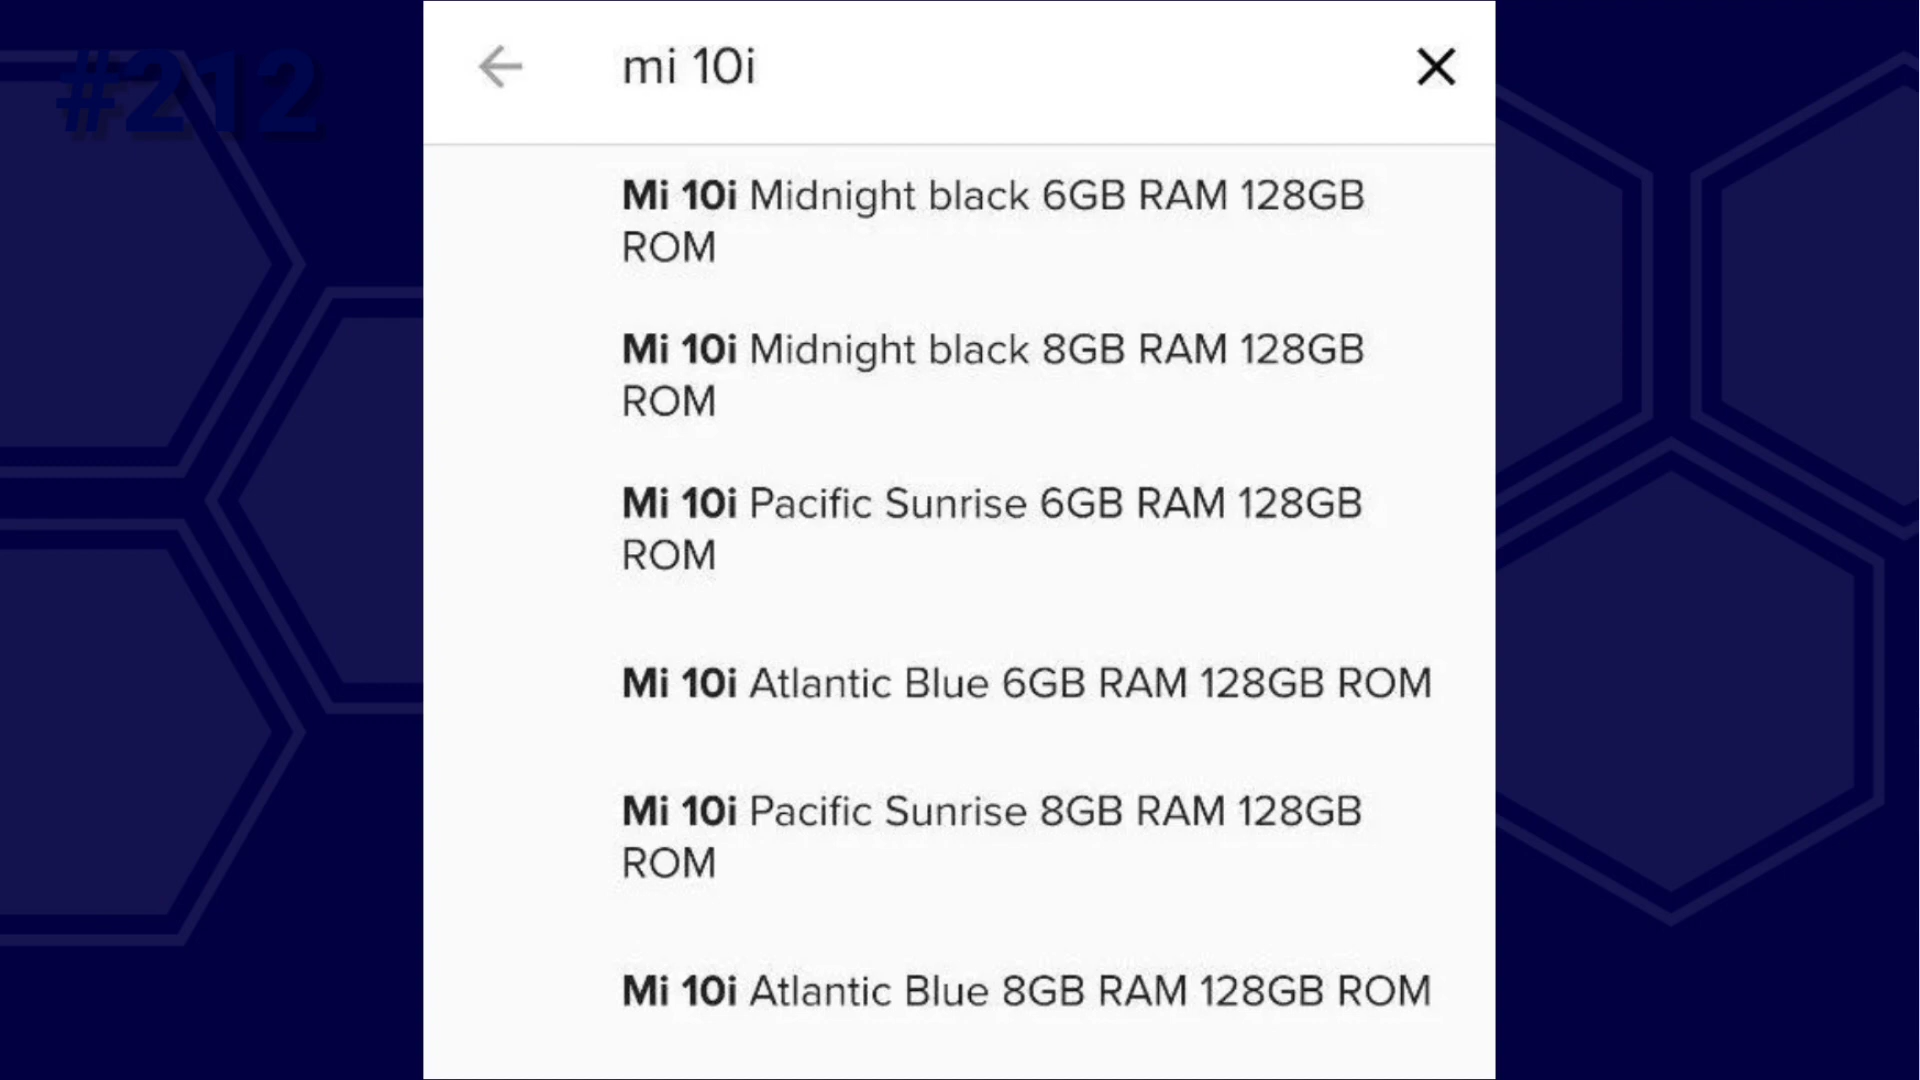 #212
mi 10i
Mi 10i Midnight black 6GB RAM 128GB
ROM
Mi 10i Midnight black 8GB RAM 128GB
ROM
Mi 10i Pacific Sunrise 6GB RAM 128GB
ROM
Mi 10i Atlantic Blue 6GB RAM 128GB ROM
Mi 10i Pacific Sunrise 8GB RAM 128GB
ROM
Mi 10i Atlantic Blue 8GB RAM 128GB ROM